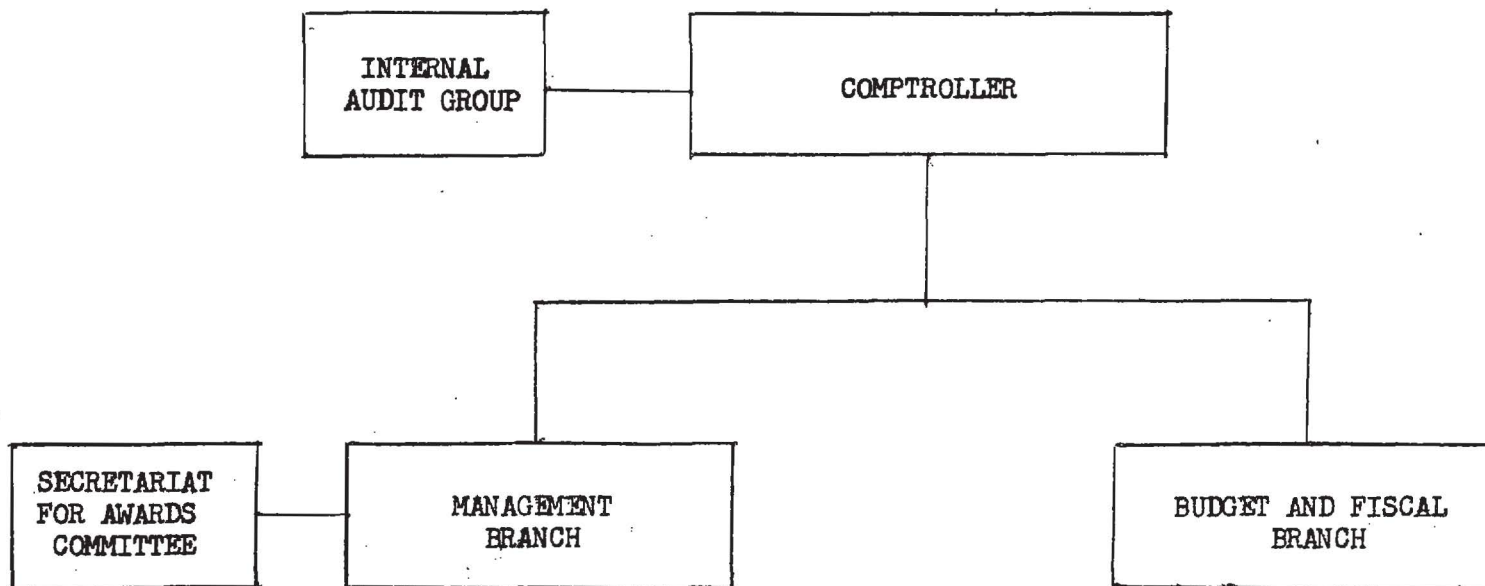 INTERNAL
AUDIT GROUP
COMPTROLLER
SECRETARIAT
FOR AWARDS
COMMITTEE
MANAGEMENT
BRANCH
BUDGET AND FISCAL
BRANCH